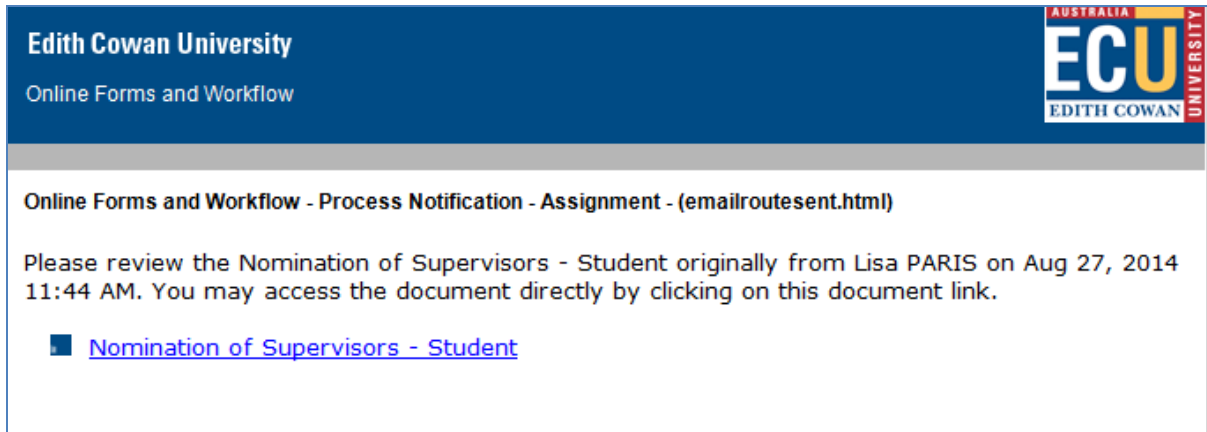 Edith Cowan University
Online Forms and Workflow
AUSTRALIA
ECU
EDITH COWAN
UNIVERSITY
Online Forms and Workflow - Process Notification - Assignment - (emailroutesent.html)
Please review the Nomination of Supervisors - Student originally from Lisa PARIS on Aug 27, 2014
11:44 AM. You may access the document directly by clicking on this document link.
Nomination of Supervisors - Student